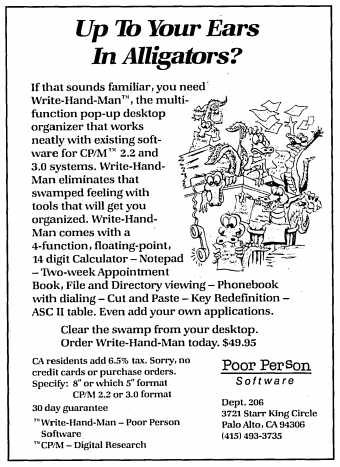 Up To Your Ears
In Alligators?
If that sounds familiar, you need
Write-Hand-Man™, the multi-
function pop-up desktop
organizer that works
neatly with existing soft-
ware for CP/M™ 2.2 and
3.0 systems. Write-Hand-
Man eliminates that
swamped feeling with
tools that will get you
organized. Write-Hand-
Man comes with a
4-function, floating-point,
14 digit Calculator – Notepad
– Two-week Appointment
Book, File and Directory viewing – Phonebook
with dialing – Cut and Paste – Key Redefinition –
ASC II table. Even add your own applications.
Clear the swamp from your desktop.
Order Write-Hand-Man today. $49.95
CA residents add 6.5% tax. Sorry, no
credit cards or purchase orders.
Specify: 8" or which 5" format
CP/M 2.2 or 3.0 format
30 day guarantee
™Write-Hand-Man – Poor Person
Software
™CP/M – Digital Research
Poor Person
Software
Dept. 206
3721 Starr King Circle
Palo Alto, CA 94306
(415) 493-3735